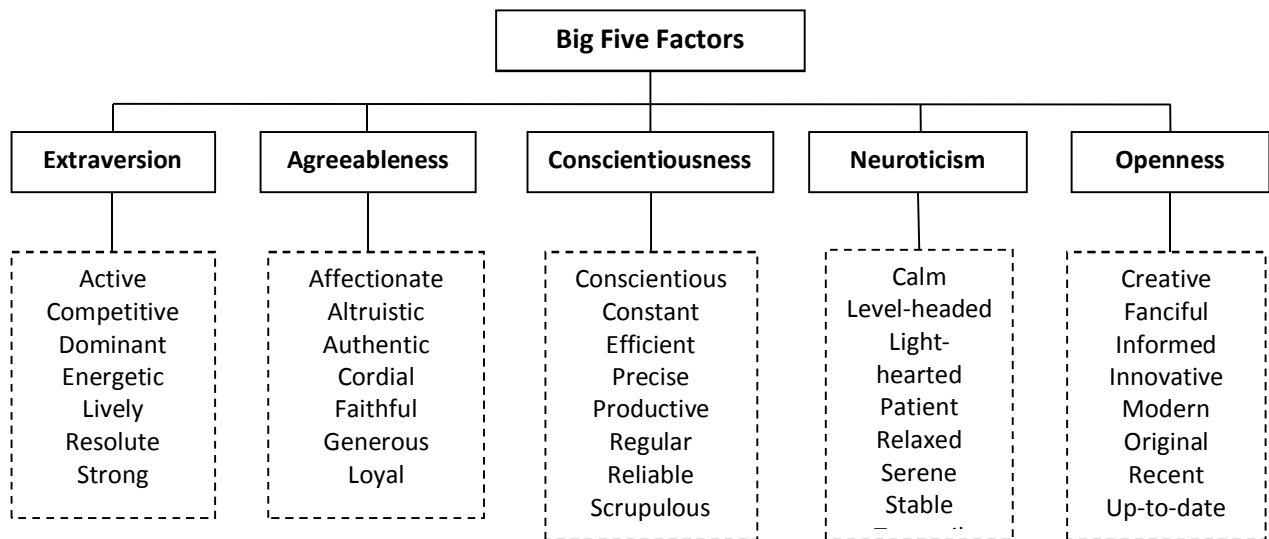 Big Five Factors
Extraversion
Agreeableness
Conscientiousness
Neuroticism
Openness
Active
Competitive
Dominant
Energetic
Lively
Resolute
Strong
Affectionate
Altruistic
Authentic
Cordial
Faithful
Generous
Loyal
Conscientious
Constant
Efficient
Precise
Productive
Regular
Reliable
Scrupulous
Calm
Level-headed
Light-
hearted
Patient
Relaxed
Serene
Stable
Creative
Fanciful
Informed
Innovative
Modern
Original
Recent
Up-to-date